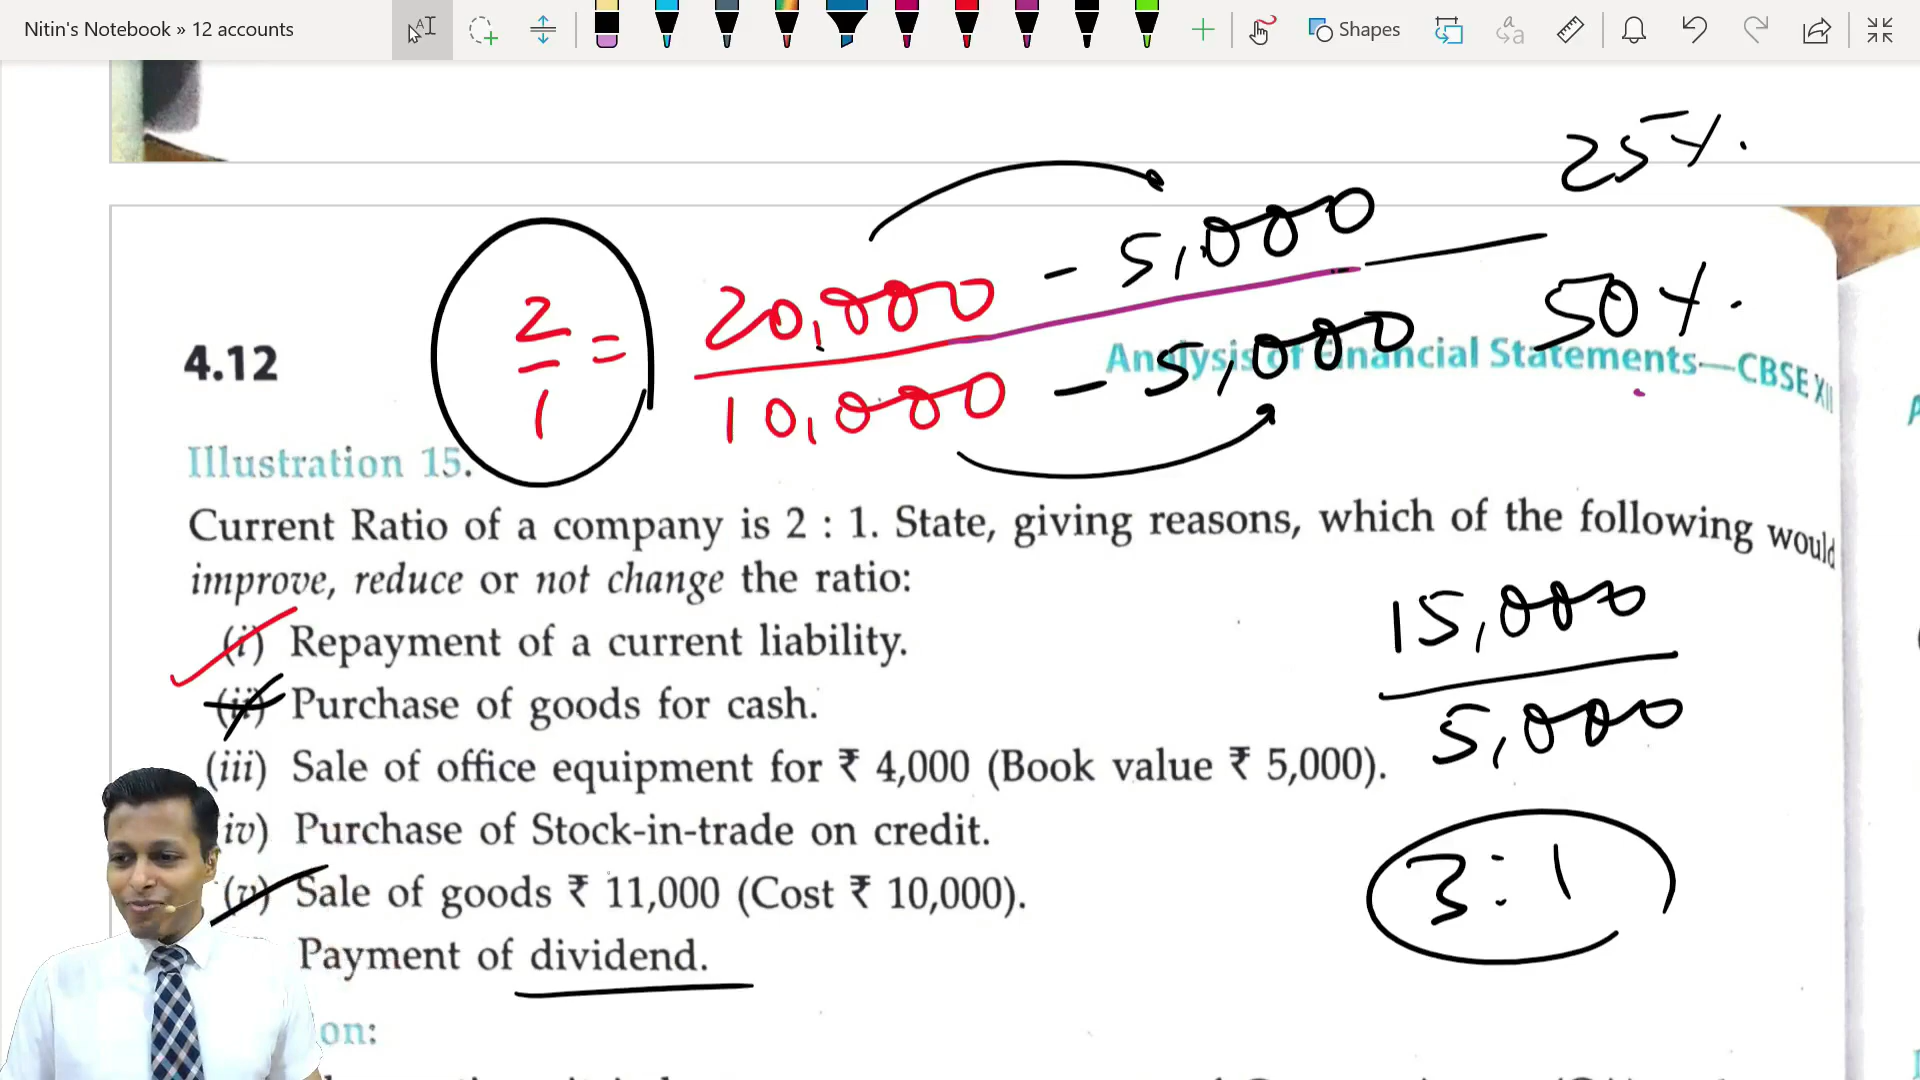 Nitin's Notebook » 12 accounts
Shapes
25%.
2/1 = 20,000 - 5,000
10,000 - 5,000
50%.
4.12
Analysis of Financial Statements—CBSE XII
Illustration 15.
Current Ratio of a company is 2 : 1. State, giving reasons, which of the following would
improve, reduce or not change the ratio:
(i) Repayment of a current liability.
(ii) Purchase of goods for cash.
(iii) Sale of office equipment for ₹ 4,000 (Book value ₹ 5,000).
iv) Purchase of Stock-in-trade on credit.
(v) Sale of goods ₹ 11,000 (Cost ₹ 10,000).
Payment of dividend.
15,000
5,000
3:1
on: